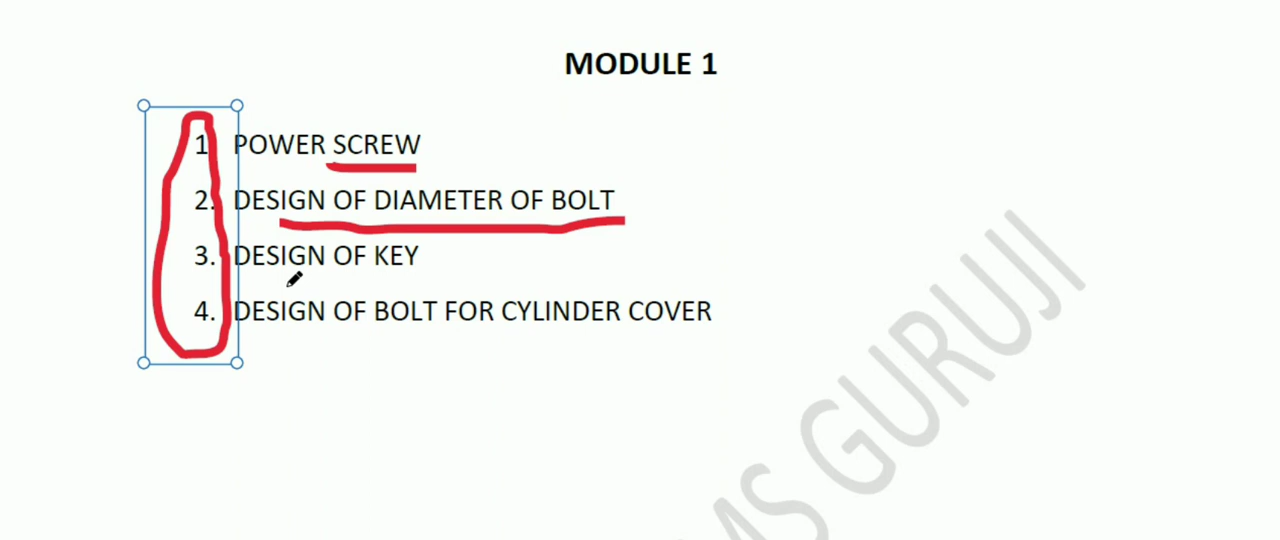 MODULE 1
1. POWER SCREW
2. DESIGN OF DIAMETER OF BOLT
3. DESIGN OF KEY
4. DESIGN OF BOLT FOR CYLINDER COVER
GURUJI